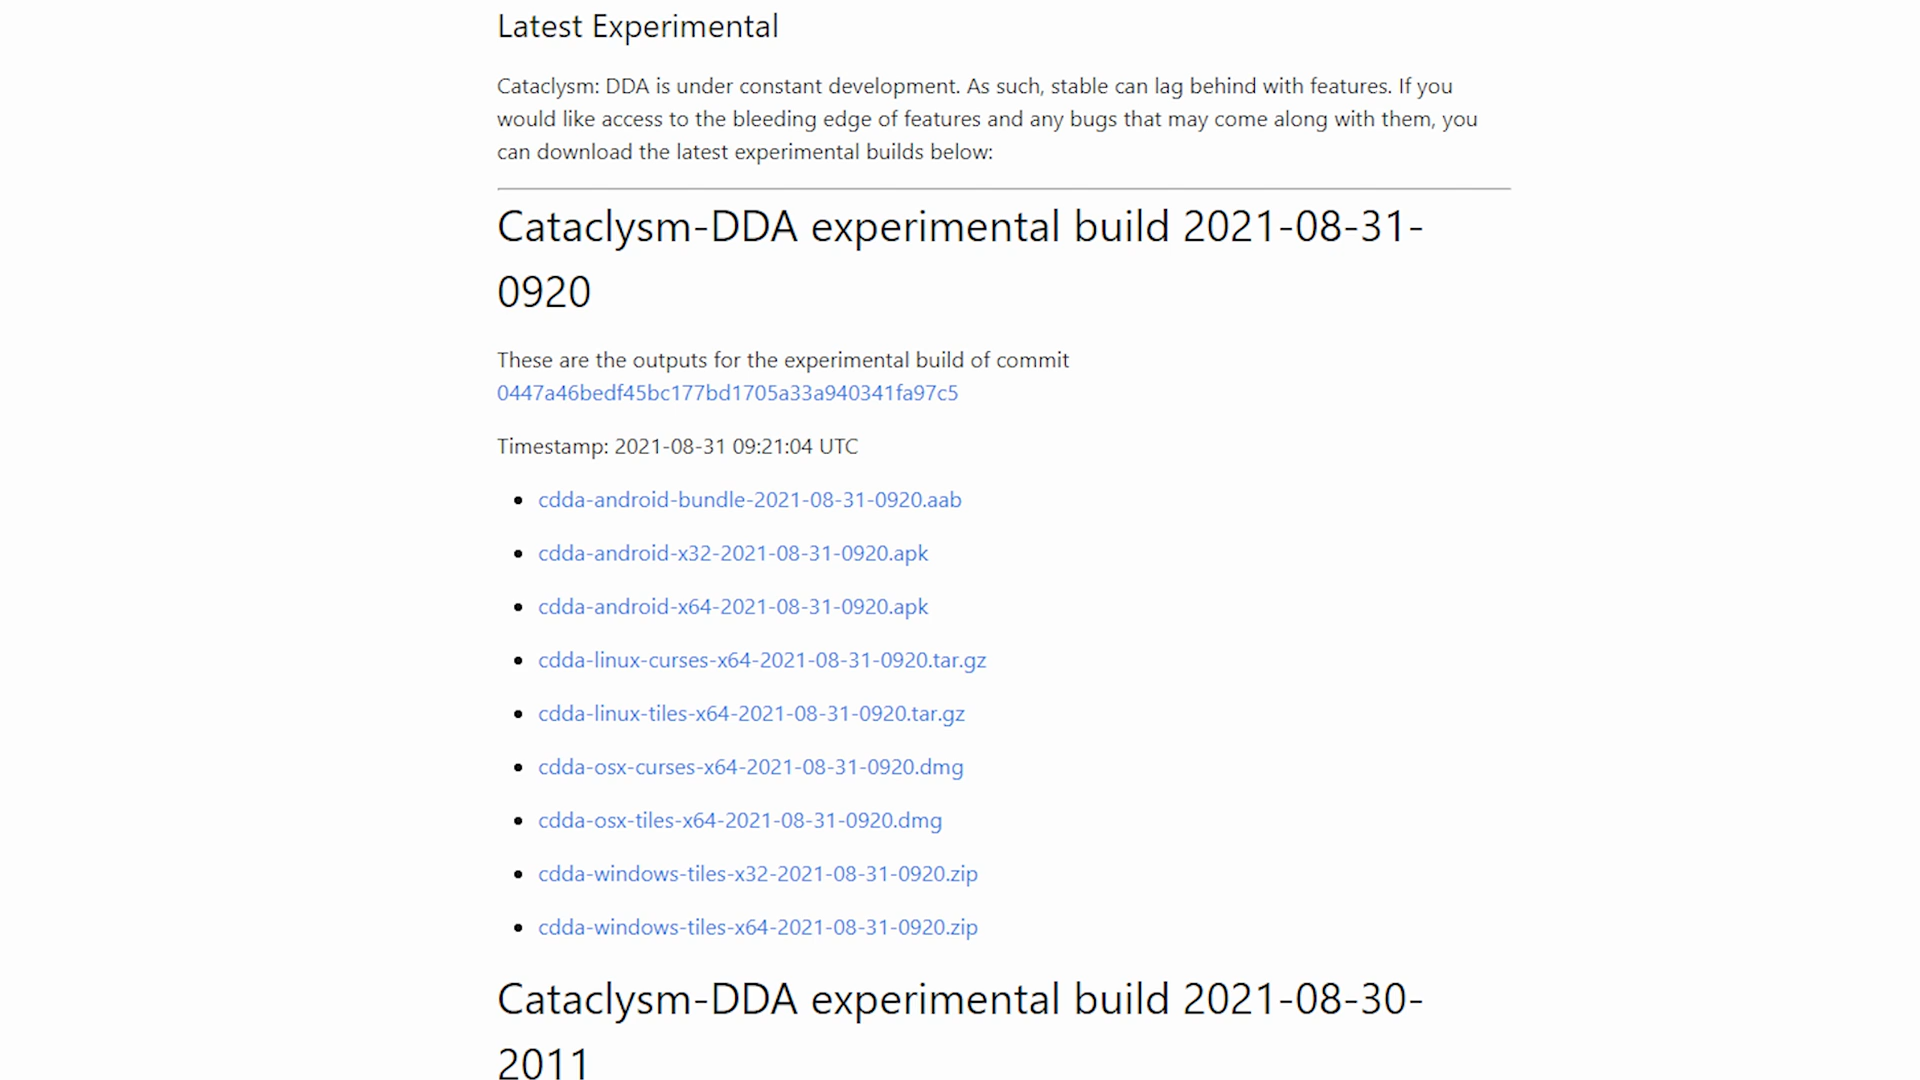 Latest Experimental
Cataclysm: DDA is under constant development. As such, stable can lag behind with features. If you
would like access to the bleeding edge of features and any bugs that may come along with them, you
can download the latest experimental builds below:
Cataclysm-DDA experimental build 2021-08-31-
0920
These are the outputs for the experimental build of commit
0447a46bedf45bc177bd1705a33a940341fa97c5
Timestamp: 2021-08-31 09:21:04 UTC
cdda-android-bundle-2021-08-31-0920.aab
cdda-android-x32-2021-08-31-0920.apk
cdda-android-x64-2021-08-31-0920.apk
cdda-linux-curses-x64-2021-08-31-0920.tar.gz
cdda-linux-tiles-x64-2021-08-31-0920.tar.gz
cdda-osx-curses-x64-2021-08-31-0920.dmg
cdda-osx-tiles-x64-2021-08-31-0920.dmg
cdda-windows-tiles-x32-2021-08-31-0920.zip
cdda-windows-tiles-x64-2021-08-31-0920.zip
Cataclysm-DDA experimental build 2021-08-30-
2011